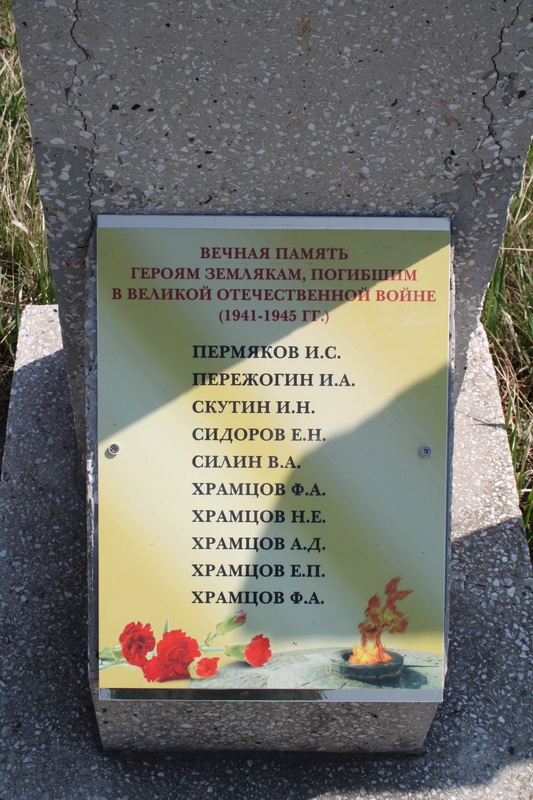 ВЕЧНАЯ ПАМЯТЬ
ГЕРОЯМ ЗЕМЛЯКАМ, ПОГИБШИМ
В ВЕЛИКОЙ ОТЕЧЕСТВЕННОЙ ВОЙНЕ
(1941-1945 ГГ.)
ПЕРМЯКОВ И.С.
ПЕРЕЖОГИН И.А.
СКУТИН И.Н.
СИДОРОВ Е.Н.
СИЛИН В.А.
ХРАМЦОВ Ф.А.
ХРАМЦОВ Н.Е.
ХРАМЦОВ А.Д.
ХРАМЦОВ Е.П.
ХРАМЦОВ Ф.А.